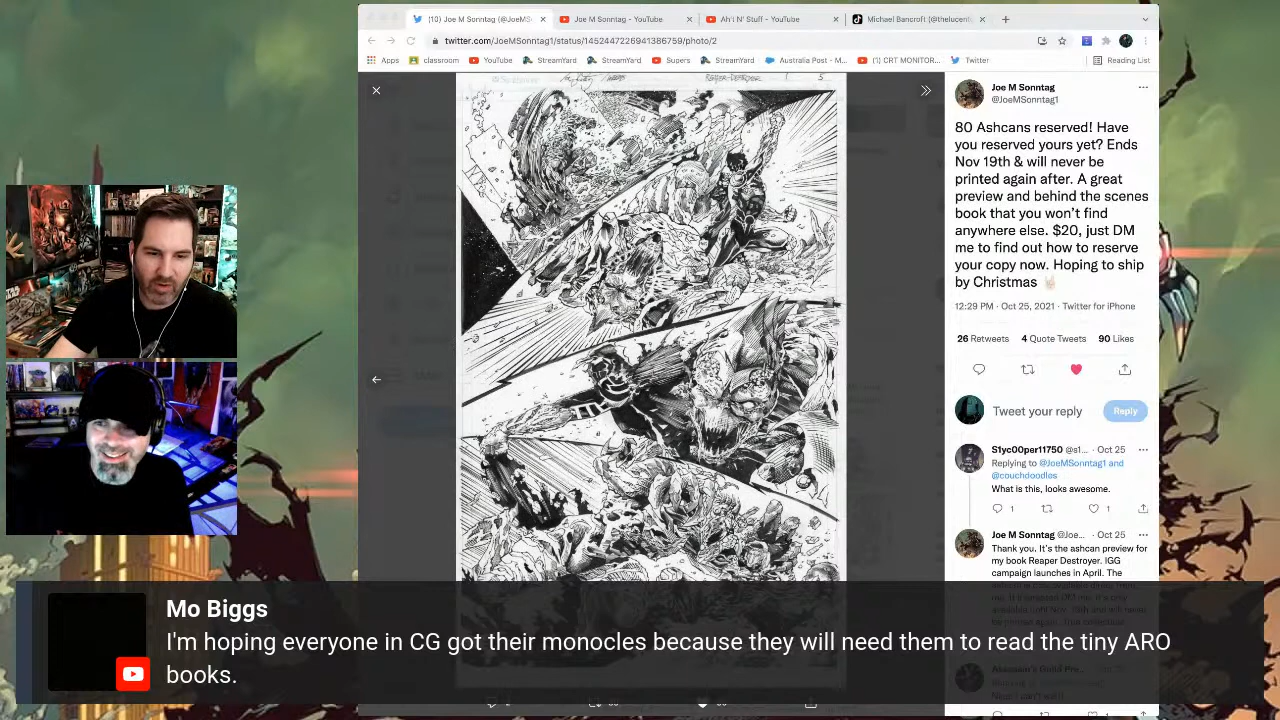 (10) Joe M Sonntag (@JoeMS
Joe M Sonntag - YouTube
Ah't N' Stuff - YouTube
Michael Bancroft (@thelucent
twitter.com/JoeMSonntag1/status/1452447226941386759/photo/2
Apps
classroom
YouTube
StreamYard
StreamYard
Supers
StreamYard
Australia Post - M...
(1) CRT MONITOR...
Twitter
Reading List
REAPER DESTROYER 1 5
Joe M Sonntag
@JoeMSonntag1
80 Ashcans reserved! Have
you reserved yours yet? Ends
Nov 19th & will never be
printed again after. A great
preview and behind the scenes
book that you won't find
anywhere else. $20, just DM
me to find out how to reserve
your copy now. Hoping to ship
by Christmas 🤘🏻
12:29 PM · Oct 25, 2021 · Twitter for iPhone
26 Retweets 4 Quote Tweets 90 Likes
Tweet your reply
Reply
S1yc00per11750 @s1... · Oct 25
Replying to @JoeMSonntag1 and
@couchdoodles
What is this, looks awesome.
1 1
Joe M Sonntag @Joe... · Oct 25
Thank you. It's the ashcan preview for
my book Reaper Destroyer. IGG
campaign launches in April. The
Mo Biggs
I'm hoping everyone in CG got their monocles because they will need them to read the tiny ARO
books.